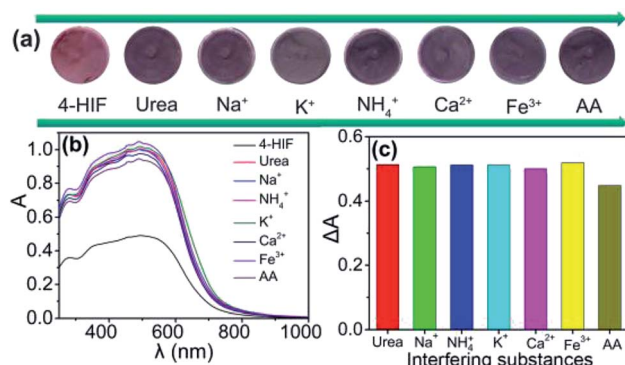 (a)
4-HIF Urea Na⁺ K⁺ NH₄⁺ Ca²⁺ Fe³⁺ AA
(b)
A
1.0
0.8
0.6
0.4
0.2
0.0
400 600 800 1000
λ (nm)
4-HIF
Urea
Na⁺
NH₄⁺
K⁺
Ca²⁺
Fe³⁺
AA
(c)
ΔA
0.6
0.4
0.2
0.0
Urea Na⁺ NH₄⁺ K⁺ Ca²⁺ Fe³⁺ AA
Interfering substances